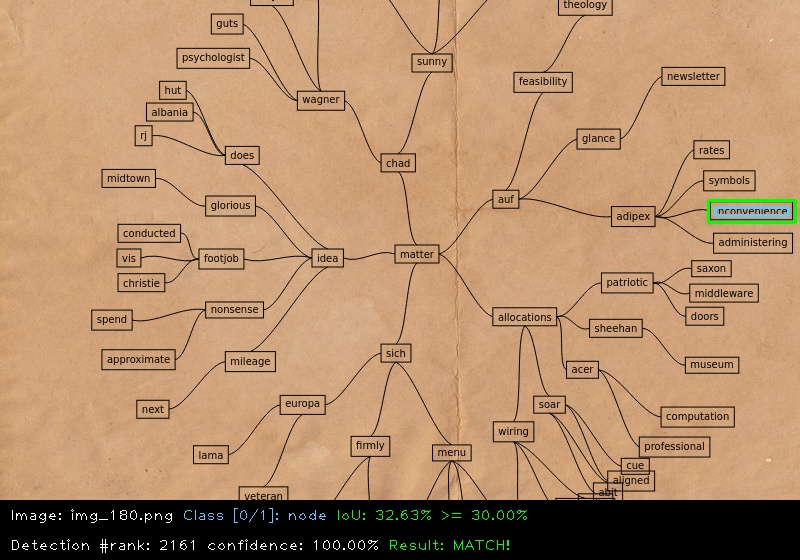 theology
guts
sunny
psychologist
feasibility
newsletter
hut
wagner
albania
rj
glance
rates
does
chad
midtown
symbols
glorious
auf
inconvenience
adipex
conducted
administering
vis
footjob
idea
matter
christie
patriotic
saxon
middleware
nonsense
spend
allocations
doors
sheehan
approximate
mileage
sich
museum
acer
next
europa
soar
computation
wiring
firmly
professional
lama
menu
cue
aligned
abit
veteran
Image: img_180.png Class [0/1]: node IoU: 32.63% >= 30.00%
Detection #rank: 2161 confidence: 100.00% Result: MATCH!